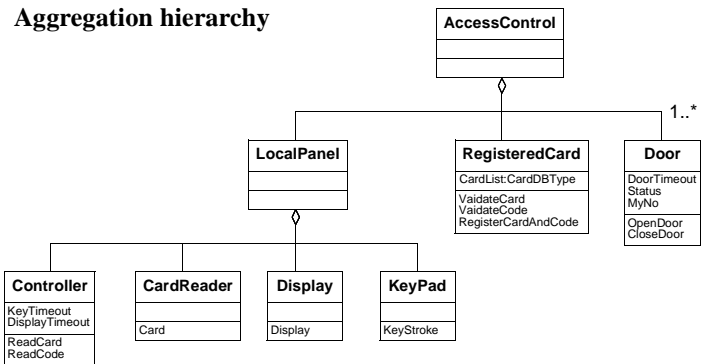 Aggregation hierarchy
AccessControl
1..*
LocalPanel
RegisteredCard
CardList:CardDBType
VaidateCard
VaidateCode
RegisterCardAndCode
Door
DoorTimeout
Status
MyNo
OpenDoor
CloseDoor
Controller
KeyTimeout
DisplayTimeout
ReadCard
ReadCode
CardReader
Card
Display
Display
KeyPad
KeyStroke